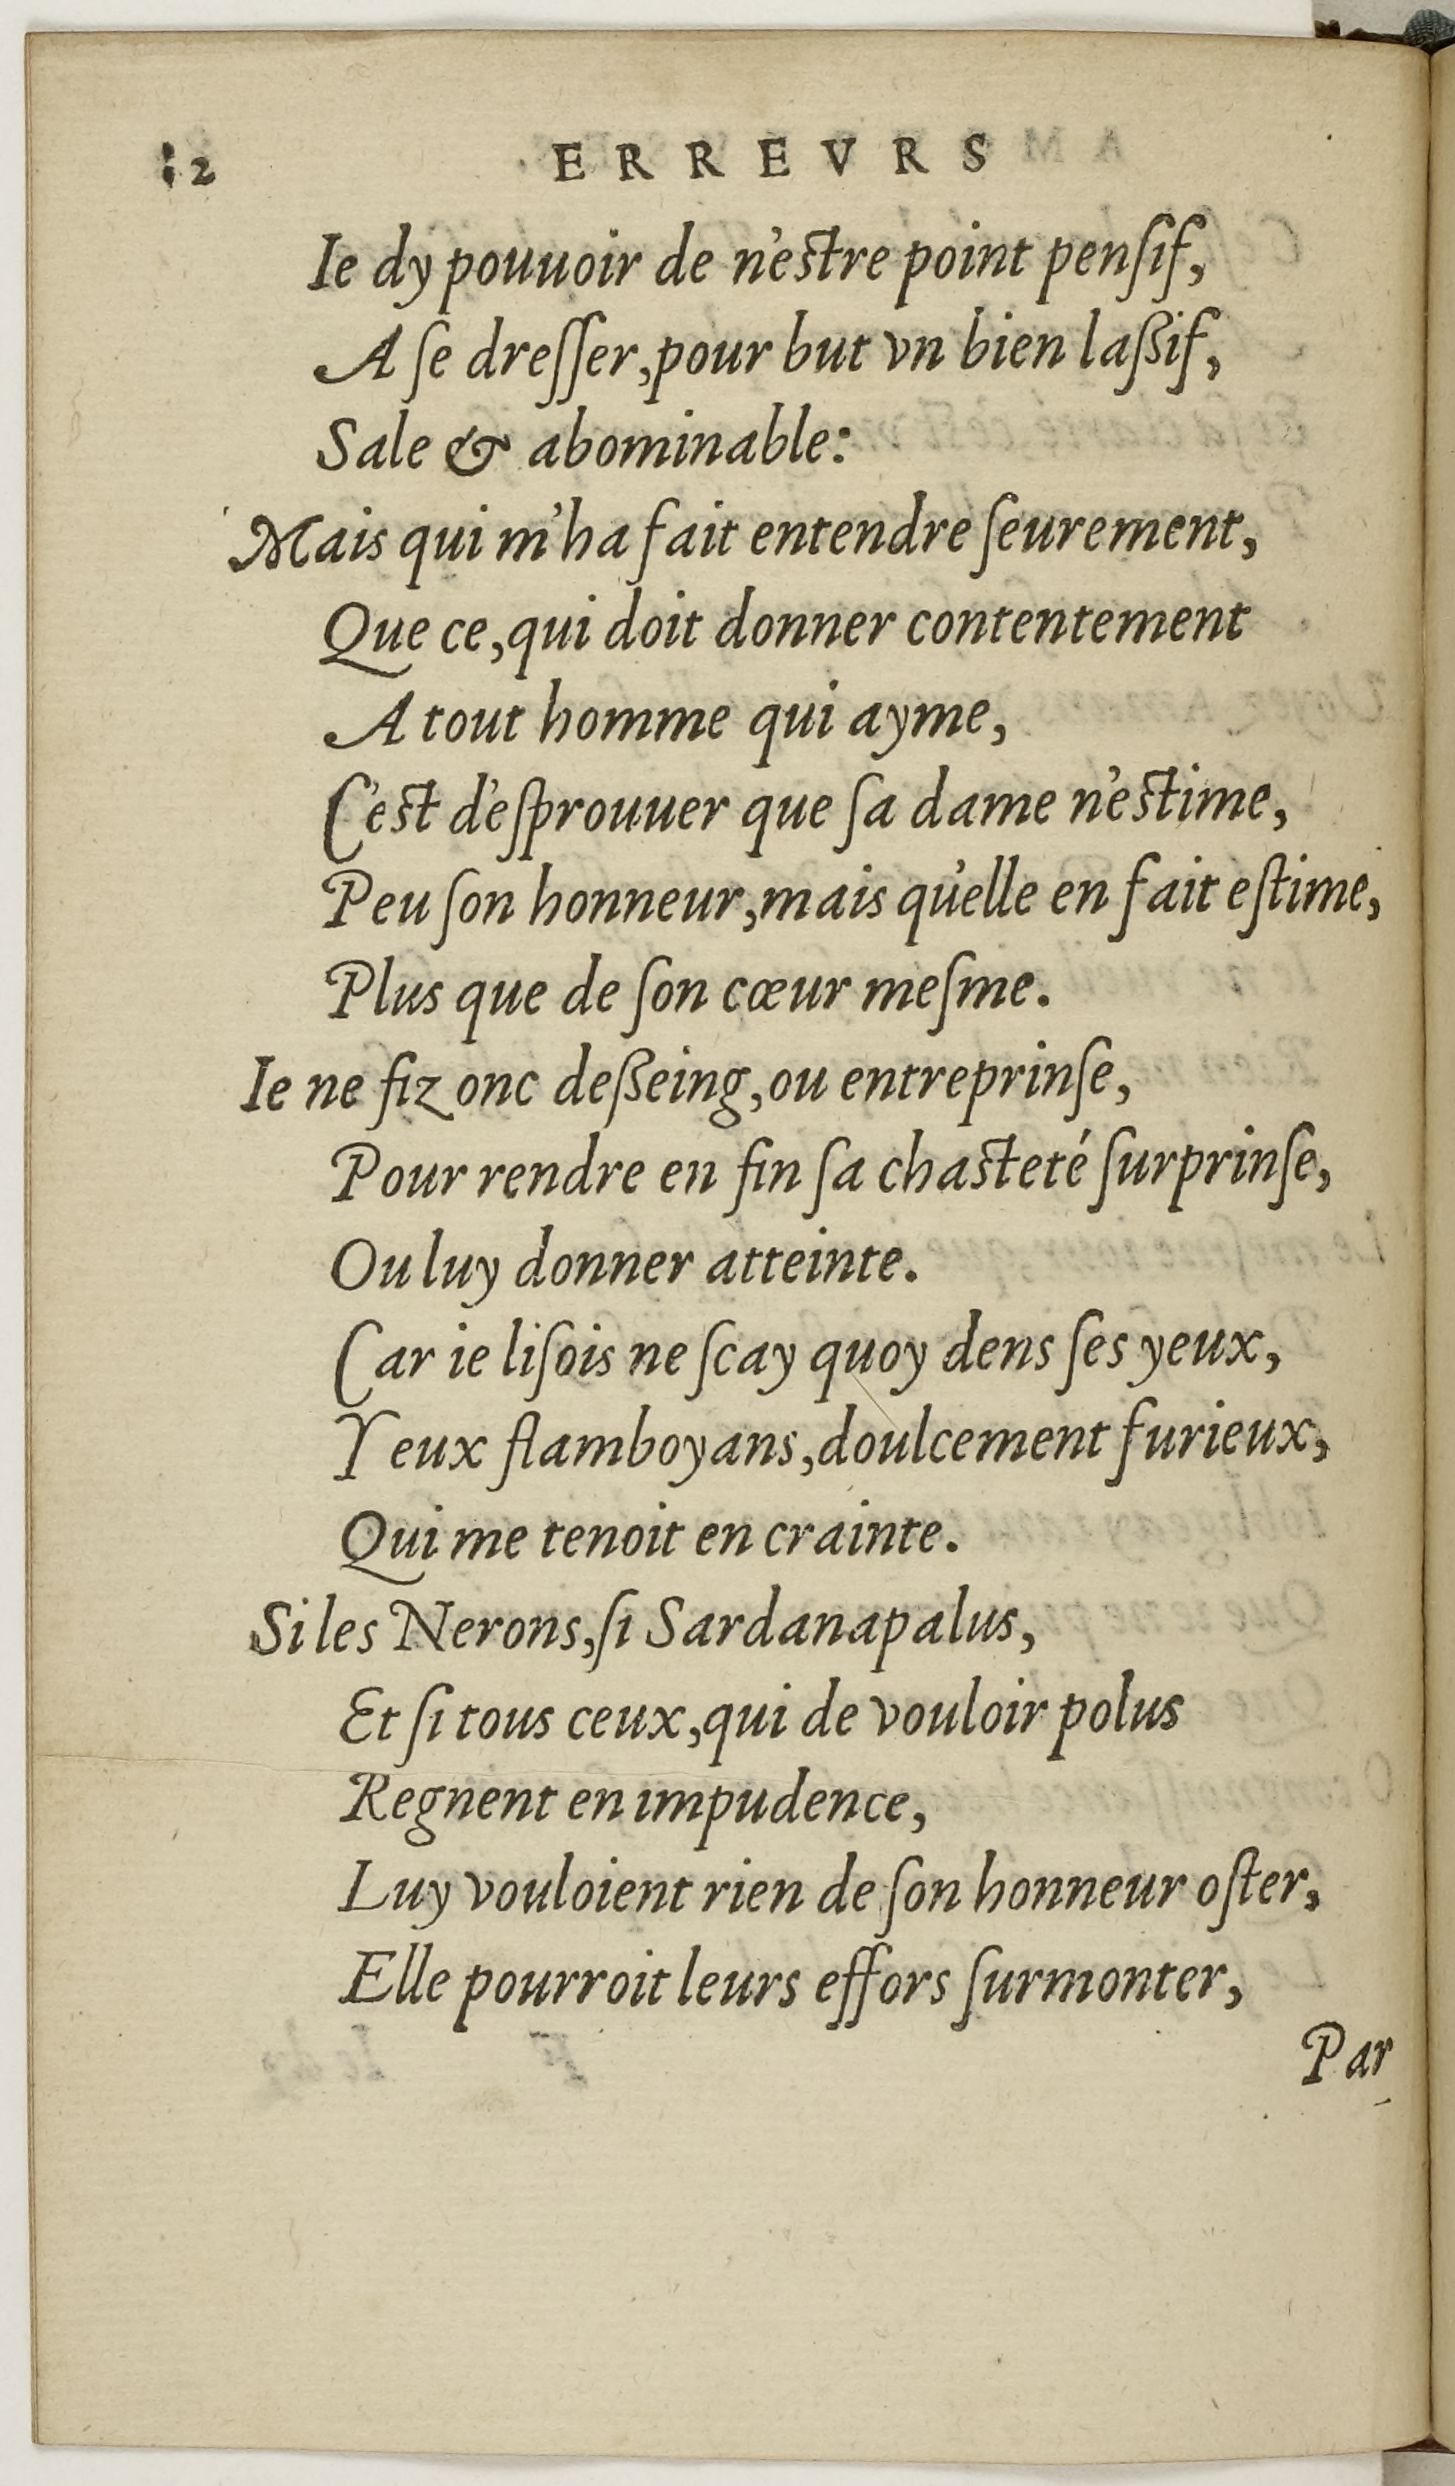 82 ERREVRS
Ie dy pouuoir de n'estre point penſif,
A ſe dreſſer, pour but vn bien laßif,
Sale & abominable:
Mais qui m'ha fait entendre ſeurement,
Que ce, qui doit donner contentement
A tout homme qui ayme,
C'est d'eſprouuer que ſa dame n'estime,
Peu ſon honneur, mais qu'elle en fait eſtime,
Plus que de ſon cœur meſme.
Ie ne fiz onc deßeing, ou entreprinſe,
Pour rendre en fin ſa chasteté ſurprinſe,
Ou luy donner atteinte.
Car ie liſois ne ſcay quoy dens ſes yeux,
Yeux flamboyans, doulcement furieux,
Qui me tenoit en crainte.
Si les Nerons, ſi Sardanapalus,
Et ſi tous ceux, qui de vouloir polus
Regnent en impudence,
Luy vouloient rien de ſon honneur oſter,
Elle pourroit leurs effors ſurmonter,
Par